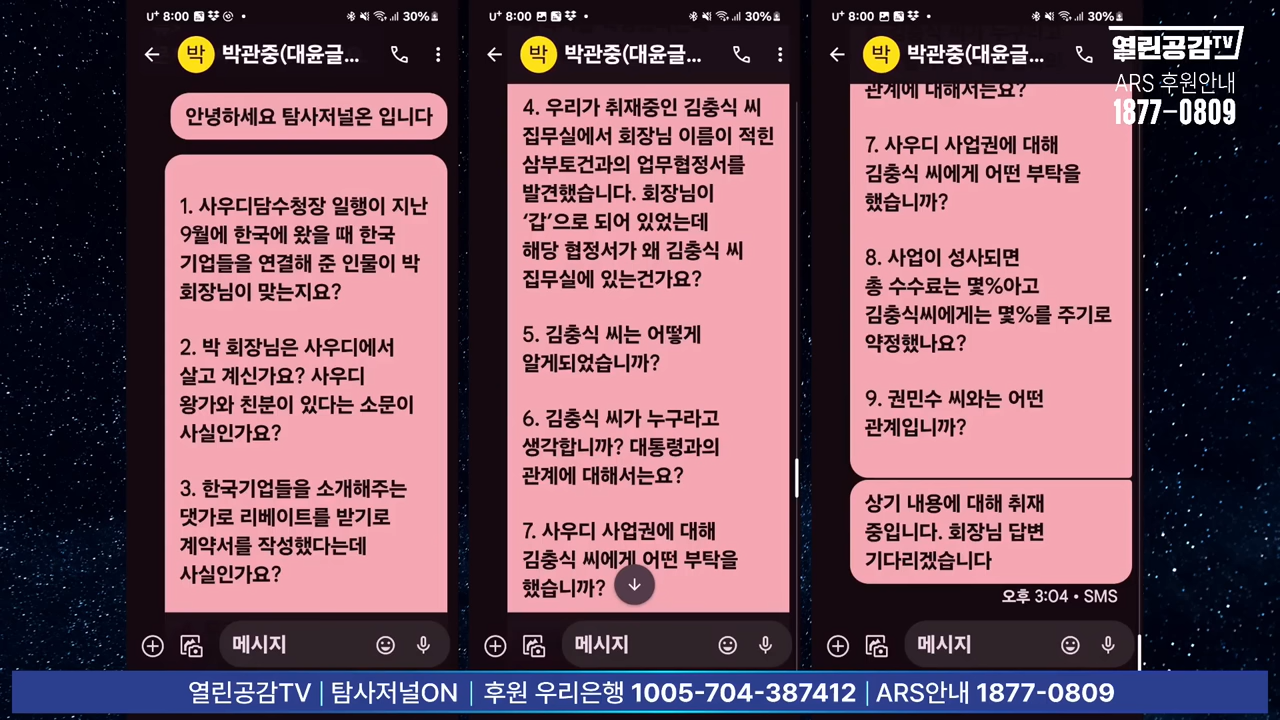 U+ 8:00
30%
박
박관중(대윤글...
안녕하세요 탐사저널온 입니다
1. 사우디담수청장 일행이 지난
9월에 한국에 왔을 때 한국
기업들을 연결해 준 인물이 박
회장님이 맞는지요?
2. 박 회장님은 사우디에서
살고 계신가요? 사우디
왕가와 친분이 있다는 소문이
사실인가요?
3. 한국기업들을 소개해주는
댓가로 리베이트를 받기로
계약서를 작성했다는데
사실인가요?
메시지
U+ 8:00
30%
박
박관중(대윤글...
4. 우리가 취재중인 김충식 씨
집무실에서 회장님 이름이 적힌
삼부토건과의 업무협정서를
발견했습니다. 회장님이
‘갑’으로 되어 있었는데
해당 협정서가 왜 김충식 씨
집무실에 있는건가요?
5. 김충식 씨는 어떻게
알게되었습니까?
6. 김충식 씨가 누구라고
생각합니까? 대통령과의
관계에 대해서는요?
7. 사우디 사업권에 대해
김충식 씨에게 어떤 부탁을
했습니까?
메시지
U+ 8:00
30%
박
박관중(대윤글...
관계에 대해서는요?
7. 사우디 사업권에 대해
김충식 씨에게 어떤 부탁을
했습니까?
8. 사업이 성사되면
총 수수료는 몇%아고
김충식씨에게는 몇%를 주기로
약정했나요?
9. 권민수 씨와는 어떤
관계입니까?
상기 내용에 대해 취재
중입니다. 회장님 답변
기다리겠습니다
오후 3:04 • SMS
메시지
열린공감TV
ARS 후원안내
1877-0809
열린공감TV | 탐사저널ON | 후원 우리은행 1005-704-387412 | ARS안내 1877-0809